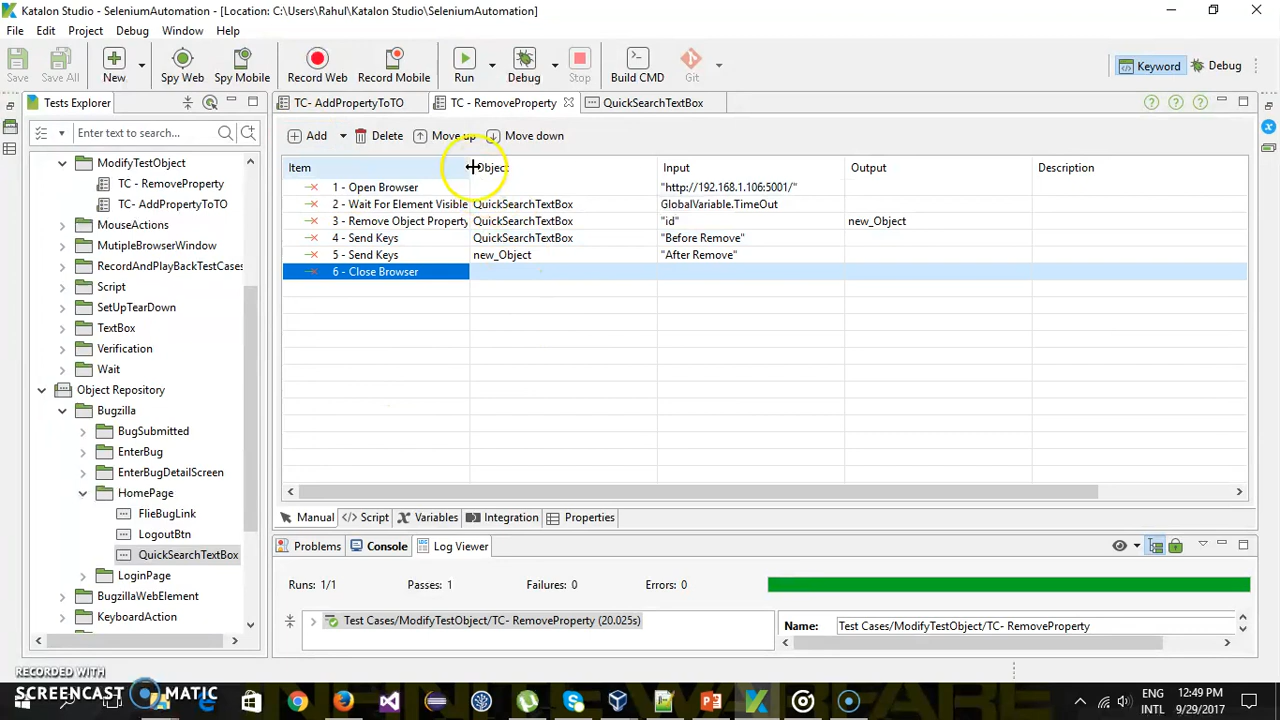 Katalon Studio - SeleniumAutomation - [Location: C:\Users\Rahul\Katalon Studio\SeleniumAutomation]
File Edit Project Debug Window Help
Save Save All New Spy Web Spy Mobile Record Web Record Mobile Run Debug Stop Build CMD Git Keyword Debug
Tests Explorer TC- AddPropertyToTO TC - RemoveProperty QuickSearchTextBox
Enter text to search... Add Delete Move up Move down
Item Object Input Output Description
1 - Open Browser "http://192.168.1.106:5001/"
2 - Wait For Element Visible QuickSearchTextBox GlobalVariable.TimeOut
3 - Remove Object Property QuickSearchTextBox "id" new_Object
4 - Send Keys QuickSearchTextBox "Before Remove"
5 - Send Keys new_Object "After Remove"
6 - Close Browser
ModifyTestObject
TC - RemoveProperty
TC- AddPropertyToTO
MouseActions
MutipleBrowserWindow
RecordAndPlayBackTestCases
Script
SetUpTearDown
TextBox
Verification
Wait
Object Repository
Bugzilla
BugSubmitted
EnterBug
EnterBugDetailScreen
HomePage
FlieBugLink
LogoutBtn
QuickSearchTextBox
LoginPage
BugzillaWebElement
KeywordAction
Manual Script Variables Integration Properties
Problems Console Log Viewer
Runs: 1/1 Passes: 1 Failures: 0 Errors: 0
Test Cases/ModifyTestObject/TC- RemoveProperty (20.025s)
Name: Test Cases/ModifyTestObject/TC- RemoveProperty
RECORDED WITH
SCREENCAST MATIC
ENG
INTL
12:49 PM
9/29/2017